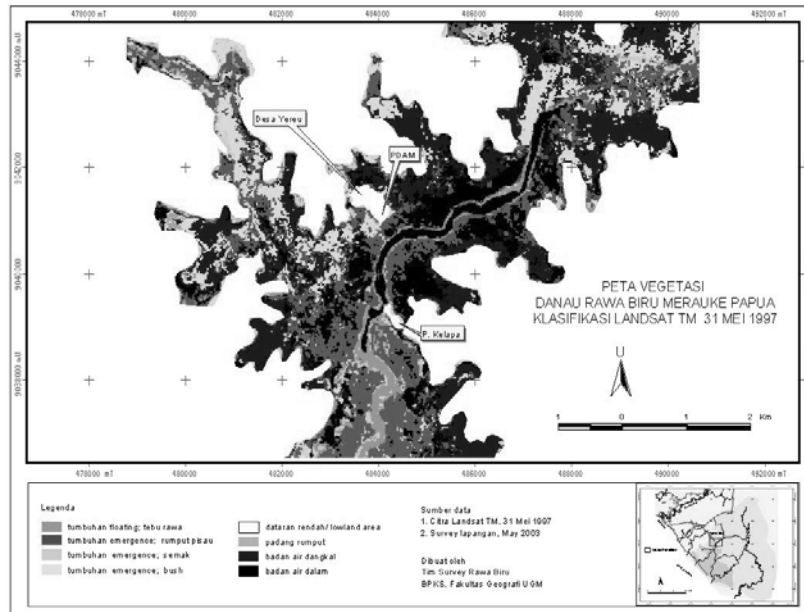 478000 mT 480000 482000 484000 486000 488000 490000 492000 mT
9044000 mU
9042000
9040000
9038000 mU
Desa Yereu
PDAM
P. Kelapa
PETA VEGETASI
DANAU RAWA BIRU MERAUKE PAPUA
KLASIFIKASI LANDSAT TM 31 MEI 1997
U
1 0 1 2 Km
9044000 mU
9042000
9040000
9038000
478000 mT 480000 482000 484000 486000 488000 490000 492000 mT
Legenda
tumbuhan floating; tebu rawa
tumbuhan emergence; rumput pisau
tumbuhan emergence; semak
tumbuhan emergence; bush
dataran rendah/ lowland area
padang rumput
badan air dangkal
badan air dalam
Sumber data
1. Citra Landsat TM, 31 Mei 1997
2. Survey lapangan, May 2003
Dibuat oleh
Tim Survey Rawa Biru
BPKS, Fakultas Geografi UGM